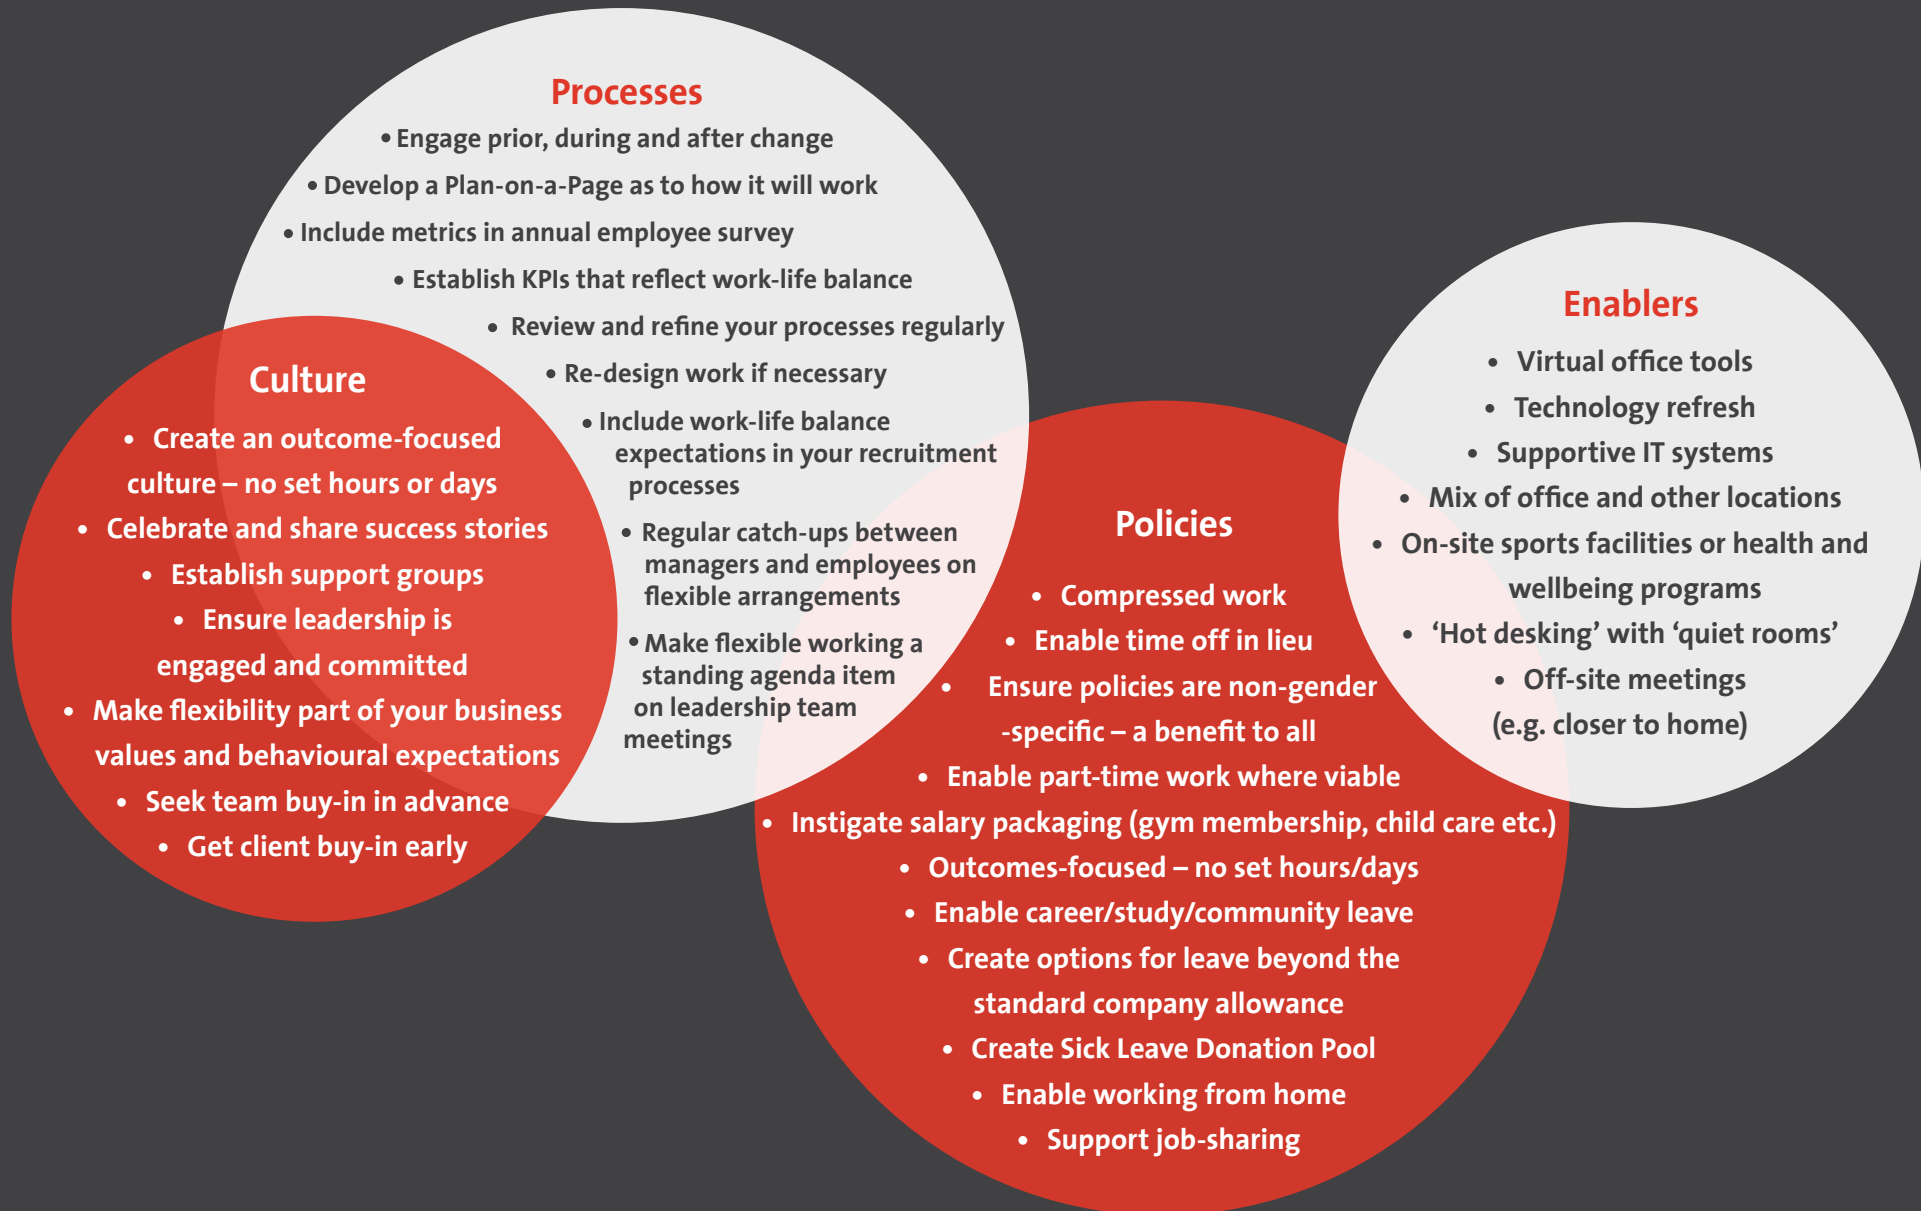 Processes
• Engage prior, during and after change
• Develop a Plan-on-a-Page as to how it will work
• Include metrics in annual employee survey
• Establish KPIs that reflect work-life balance
• Review and refine your processes regularly
• Re-design work if necessary
• Include work-life balance
expectations in your recruitment
processes
• Regular catch-ups between
managers and employees on
flexible arrangements
• Make flexible working a
standing agenda item
on leadership team
meetings
Culture
• Create an outcome-focused
culture – no set hours or days
• Celebrate and share success stories
• Establish support groups
• Ensure leadership is
engaged and committed
• Make flexibility part of your business
values and behavioural expectations
• Seek team buy-in in advance
• Get client buy-in early
Policies
• Compressed work
• Enable time off in lieu
• Ensure policies are non-gender
-specific – a benefit to all
• Enable part-time work where viable
• Instigate salary packaging (gym membership, child care etc.)
• Outcomes-focused – no set hours/days
• Enable career/study/community leave
• Create options for leave beyond the
standard company allowance
• Create Sick Leave Donation Pool
• Enable working from home
• Support job-sharing
Enablers
• Virtual office tools
• Technology refresh
• Supportive IT systems
• Mix of office and other locations
• On-site sports facilities or health and
wellbeing programs
• ‘Hot desking’ with ‘quiet rooms’
• Off-site meetings
(e.g. closer to home)